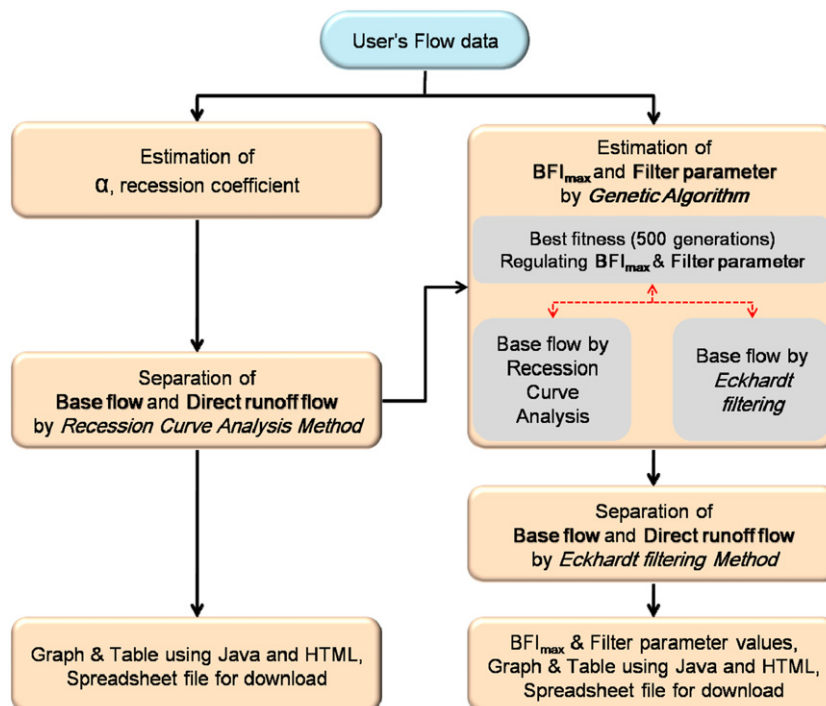 User's Flow data
Estimation of
α, recession coefficient
Separation of
Base flow and Direct runoff flow
by Recession Curve Analysis Method
Graph & Table using Java and HTML,
Spreadsheet file for download
Estimation of
BFImax and Filter parameter
by Genetic Algorithm
Best fitness (500 generations)
Regulating BFImax & Filter parameter
Base flow by
Recession
Curve
Analysis
Base flow by
Eckhardt
filtering
Separation of
Base flow and Direct runoff flow
by Eckhardt filtering Method
BFImax & Filter parameter values,
Graph & Table using Java and HTML,
Spreadsheet file for download